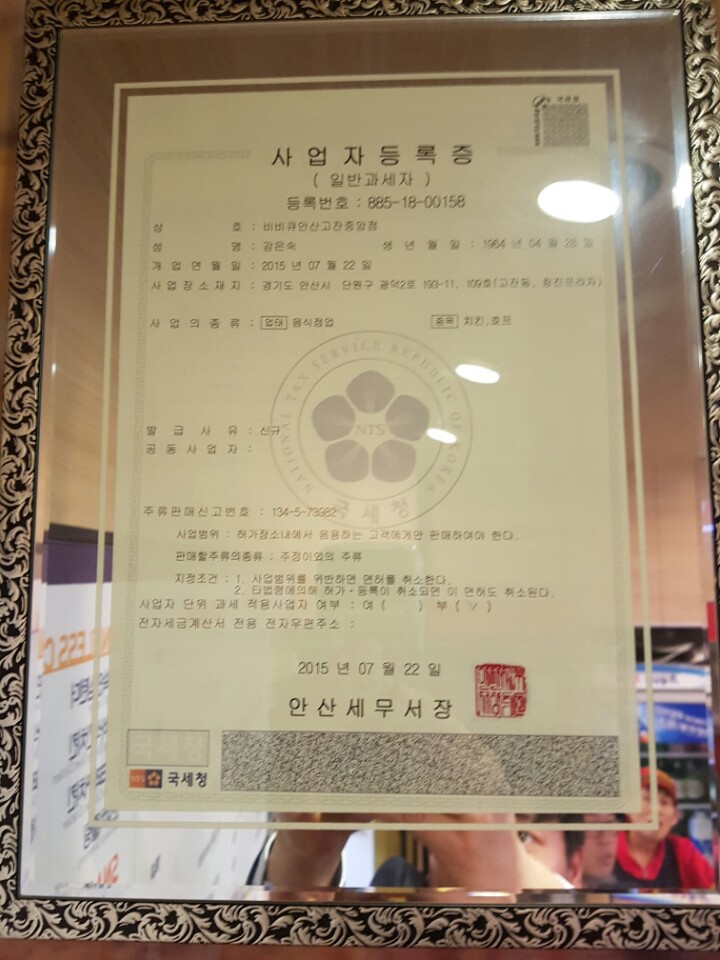 사업자등록증
( 일반과세자 )
등록번호 : 885-18-00158
상 호 : 비비큐안산고잔중앙점
성 명 : 김은숙 생 년 월 일 : 1964 년 04 월 28 일
개 업 연 월 일 : 2015 년 07 월 22 일
사 업 장 소 재 지 : 경기도 안산시 단원구 광덕2로 193-11, 109호(고잔동, 청진프라자)
사 업 의 종 류 : 업태 음식점업 종목 치킨,호프
NATIONAL TAX SERVICE REPUBLIC OF KOREA
NTS
국세청
발 급 사 유 : 신규
공 동 사 업 자 :
주류판매신고번호 : 134-5-73982
사업범위 : 허가장소내에서 음용하는 고객에게만 판매하여야 한다.
판매할주류의종류 : 주정이외의 주류
지정조건 : 1. 사업범위를 위반하면 면허를 취소한다.
2. 타법령에의해 허가·등록이 취소되면 이 면허도 취소된다.
사업자 단위 과세 적용사업자 여부 : 여 ( ) 부 ( ∨ )
전자세금계산서 전용 전자우편주소 :
2015 년 07 월 22 일
안산세무서장
국세청
NTS 국세청